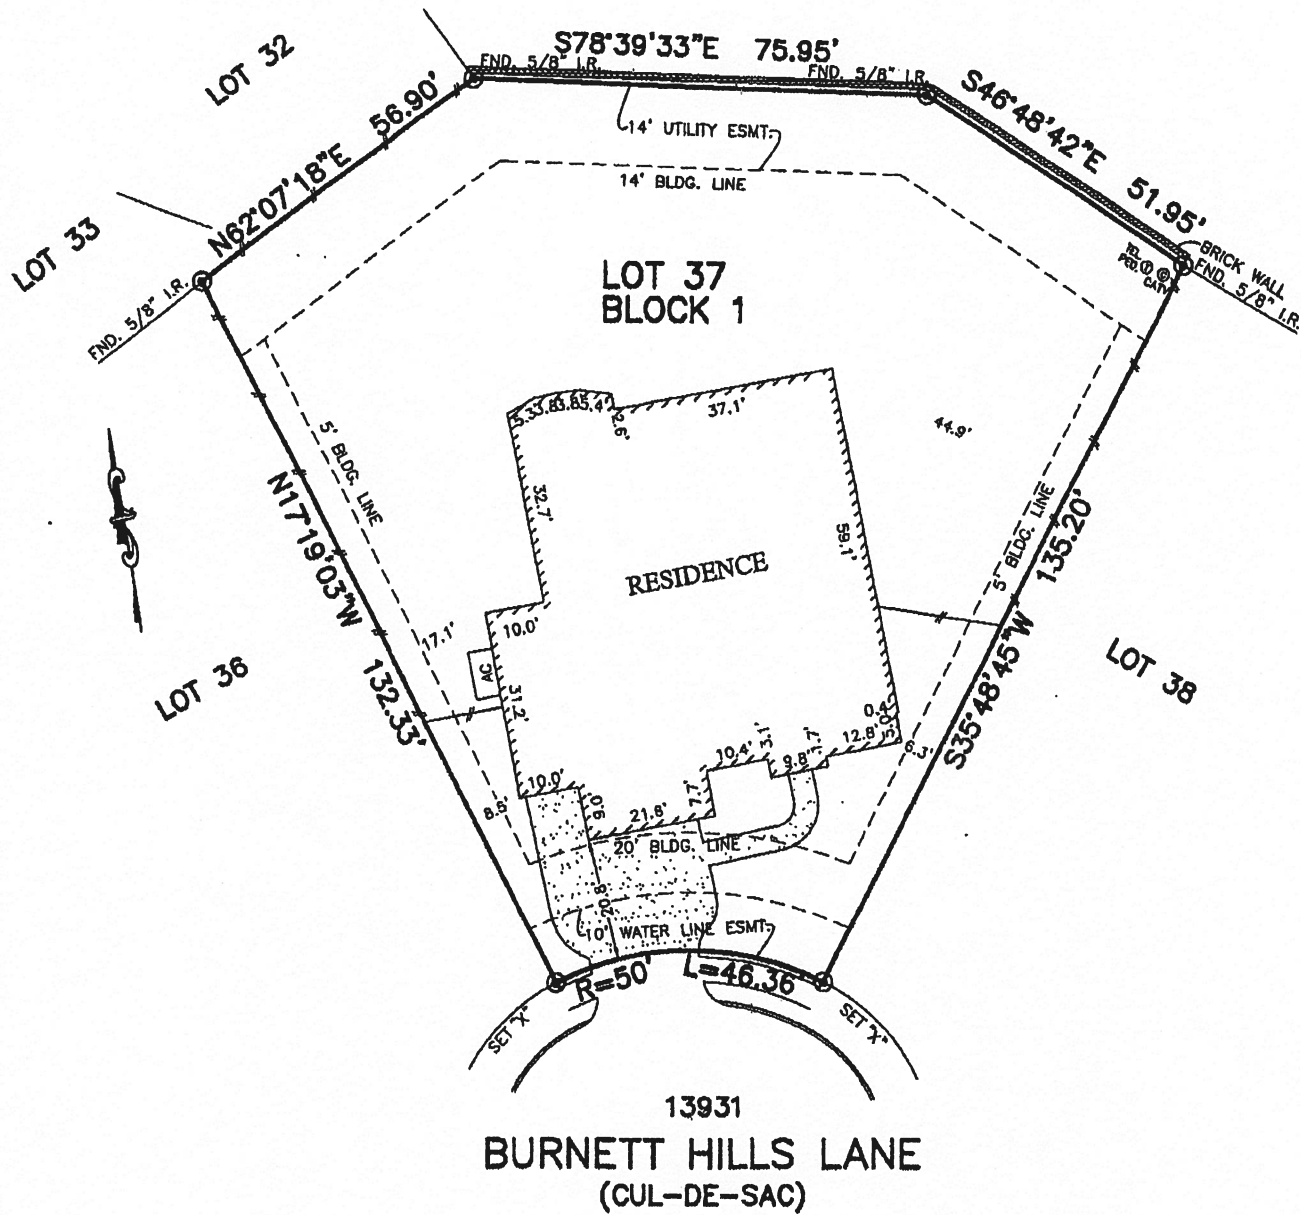 LOT 32
56.90'
N62°07'18"E
S78°39'33"E 75.95'
FND. 5/8" I.R.
FND. 5/8" I.R.
S46°48'42"E 51.95'
14' UTILITY ESMT.
14' BLDG. LINE
LOT 33
FND. 5/8" I.R.
LOT 37
BLOCK 1
TEL
PED.
CATV
BRICK WALL
FND. 5/8" I.R.
5.4'
2.6'
37.1'
44.9'
5' BLDG. LINE
32.7'
N17°19'03"W 132.33'
59.1'
5' BLDG. LINE
135.20'
S35°48'45"W
RESIDENCE
10.0'
17.1'
AC
31.2'
LOT 36
LOT 38
0.4'
5.0'
12.8'
6.3'
10.4'
3.1'
9.8'
1.7'
10.0'
8.5'
9.0'
21.8'
7.7'
20' BLDG. LINE
20.8
10' WATER LINE ESMT.
R=50' L=46.36'
SET "X"
SET "X"
13931
BURNETT HILLS LANE
(CUL-DE-SAC)